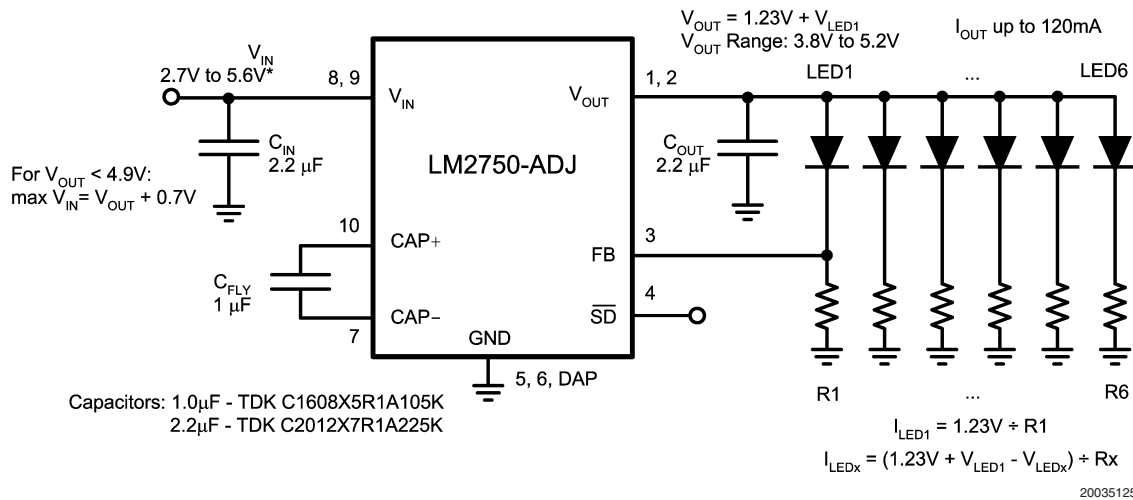 V_OUT = 1.23V + V_LED1
V_OUT Range: 3.8V to 5.2V
I_OUT up to 120mA
V_IN
2.7V to 5.6V*
8, 9
1, 2
LED1
...
LED6
V_IN
V_OUT
C_IN
2.2 μF
LM2750-ADJ
C_OUT
2.2 μF
For V_OUT < 4.9V:
max V_IN= V_OUT + 0.7V
10
CAP+
3
FB
C_FLY
1 μF
4
SD
CAP−
7
GND
5, 6, DAP
R1
...
R6
Capacitors: 1.0μF - TDK C1608X5R1A105K
2.2μF - TDK C2012X7R1A225K
I_LED1 = 1.23V ÷ R1
I_LEDx = (1.23V + V_LED1 - V_LEDx) ÷ Rx
20035125